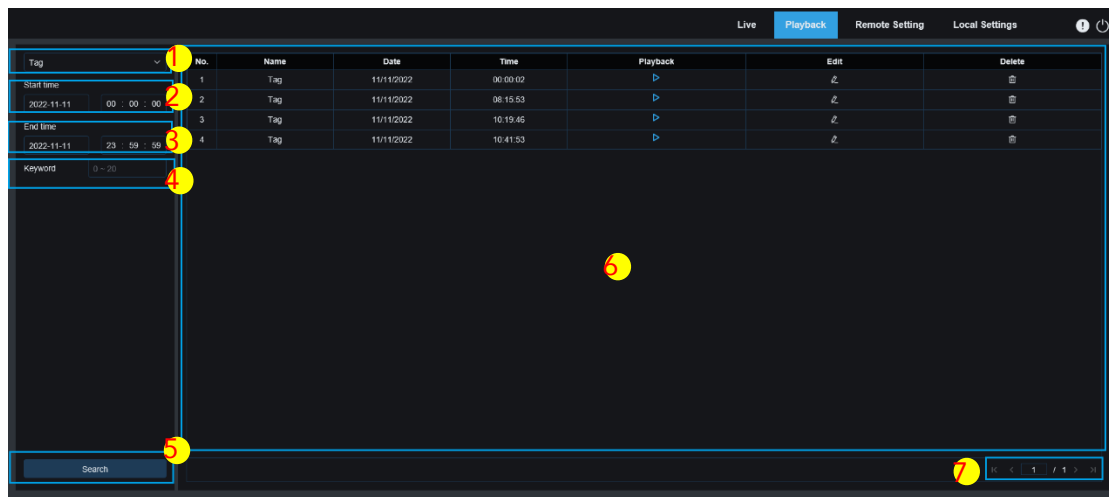 Live Playback Remote Setting Local Settings
Tag 1
No. Name Date Time Playback Edit Delete
1 Tag 11/11/2022 00:00:02
Start time
2
2022-11-11 00 : 00 : 00
2 Tag 11/11/2022 08:15:53
End time
3 Tag 11/11/2022 10:19:46
3
2022-11-11 23 : 59 : 59
4 Tag 11/11/2022 10:41:53
Keyword 0 ~ 20
4
6
5
Search
7 1 / 1